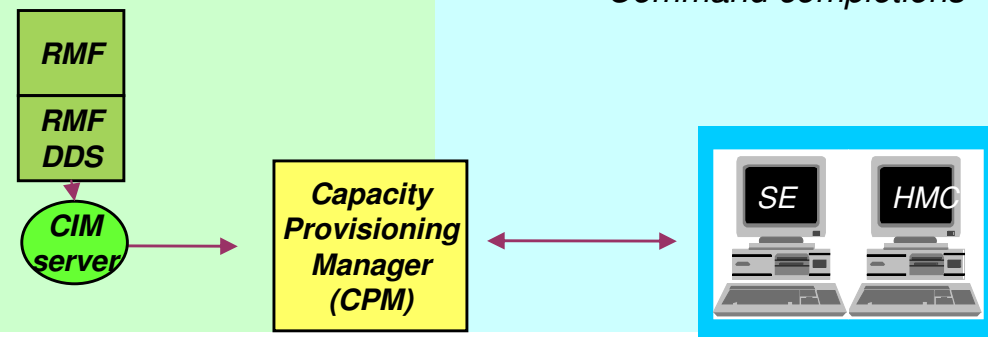 Command completions
RMF
RMF
DDS
CIM
server
Capacity
Provisioning
Manager
(CPM)
SE
HMC